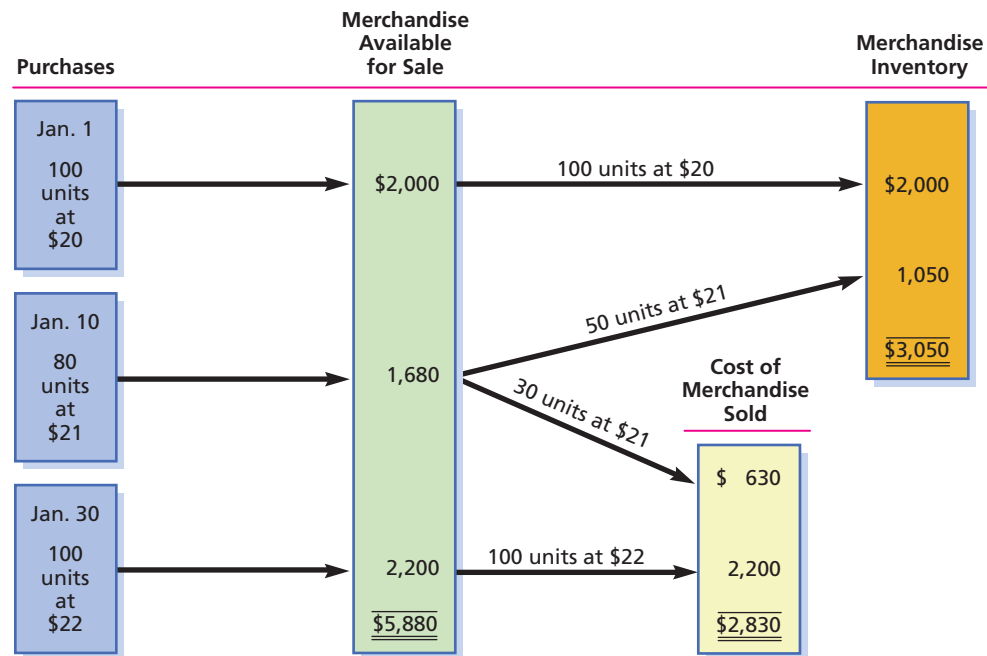 Purchases
Merchandise
Available
for Sale
Merchandise
Inventory
Jan. 1
100
units
at
$20
$2,000
100 units at $20
$2,000
1,050
$3,050
Jan. 10
80
units
at
$21
1,680
50 units at $21
30 units at $21
Cost of
Merchandise
Sold
$ 630
2,200
$2,830
Jan. 30
100
units
at
$22
2,200
$5,880
100 units at $22